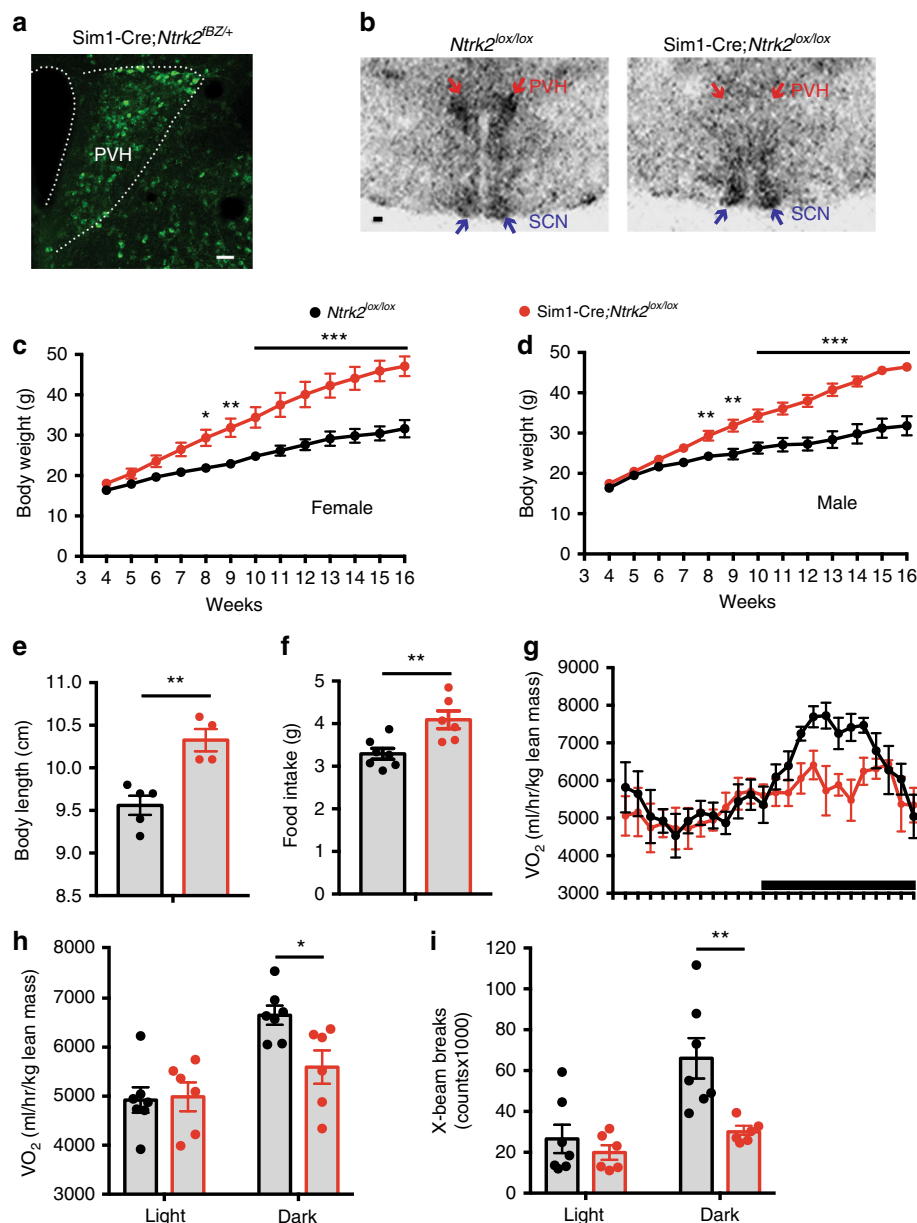 a
Sim1-Cre;Ntrk2fBZ/+
PVH
b
Ntrk2lox/lox
Sim1-Cre;Ntrk2lox/lox
PVH
PVH
SCN
SCN
Ntrk2lox/lox
Sim1-Cre;Ntrk2lox/lox
c
Body weight (g)
50
40
30
20
10
0
*
**
***
Female
3 4 5 6 7 8 9 10 11 12 13 14 15 16
Weeks
d
Body weight (g)
50
40
30
20
10
0
**
**
***
Male
3 4 5 6 7 8 9 10 11 12 13 14 15 16
Weeks
e
Body length (cm)
11.0
10.5
10.0
9.5
9.0
8.5
**
f
Food intake (g)
5
4
3
2
1
0
**
g
VO2 (ml/hr/kg lean mass)
9000
8000
7000
6000
5000
4000
3000
h
VO2 (ml/hr/kg lean mass)
8000
7000
6000
5000
4000
3000
*
Light Dark
i
X-beam breaks
(countsx1000)
120
100
80
60
40
20
0
**
Light Dark